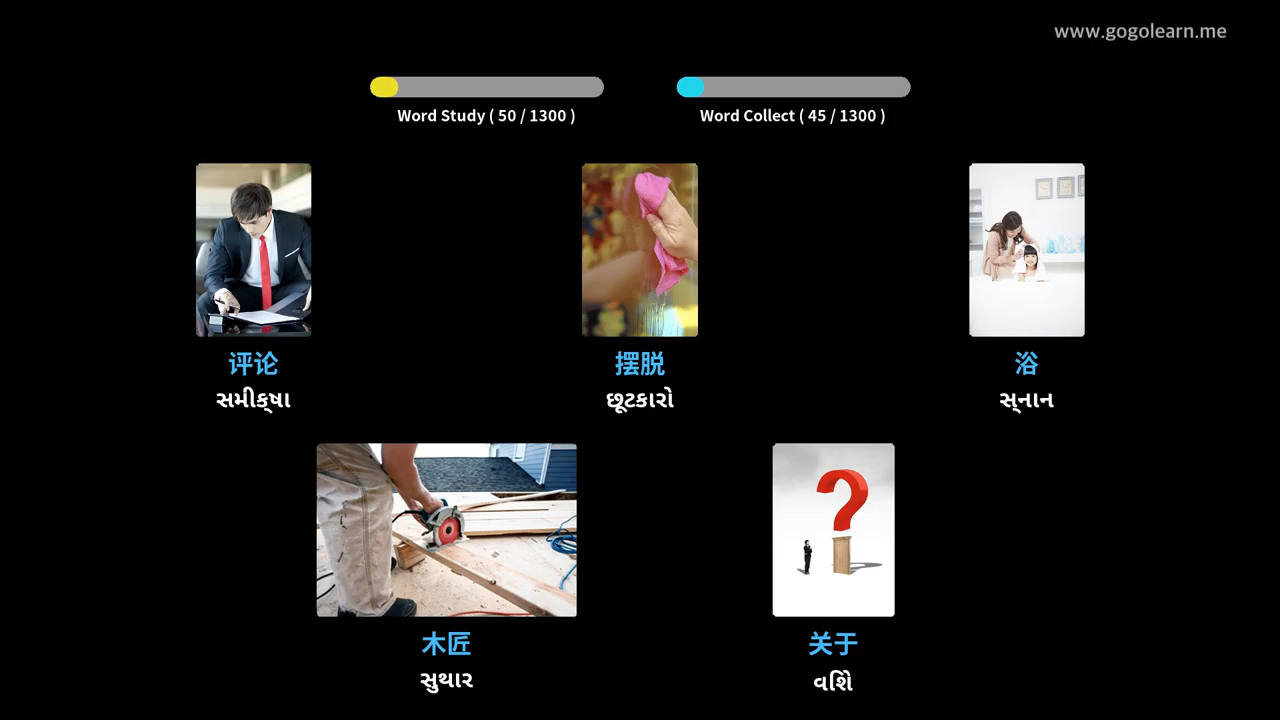 www.gogolearn.me
Word Study ( 50 / 1300 )
Word Collect ( 45 / 1300 )
评论
સમીક્ષા
摆脱
છૂટકારો
浴
સ્નાન
木匠
સુથાર
关于
વિશે